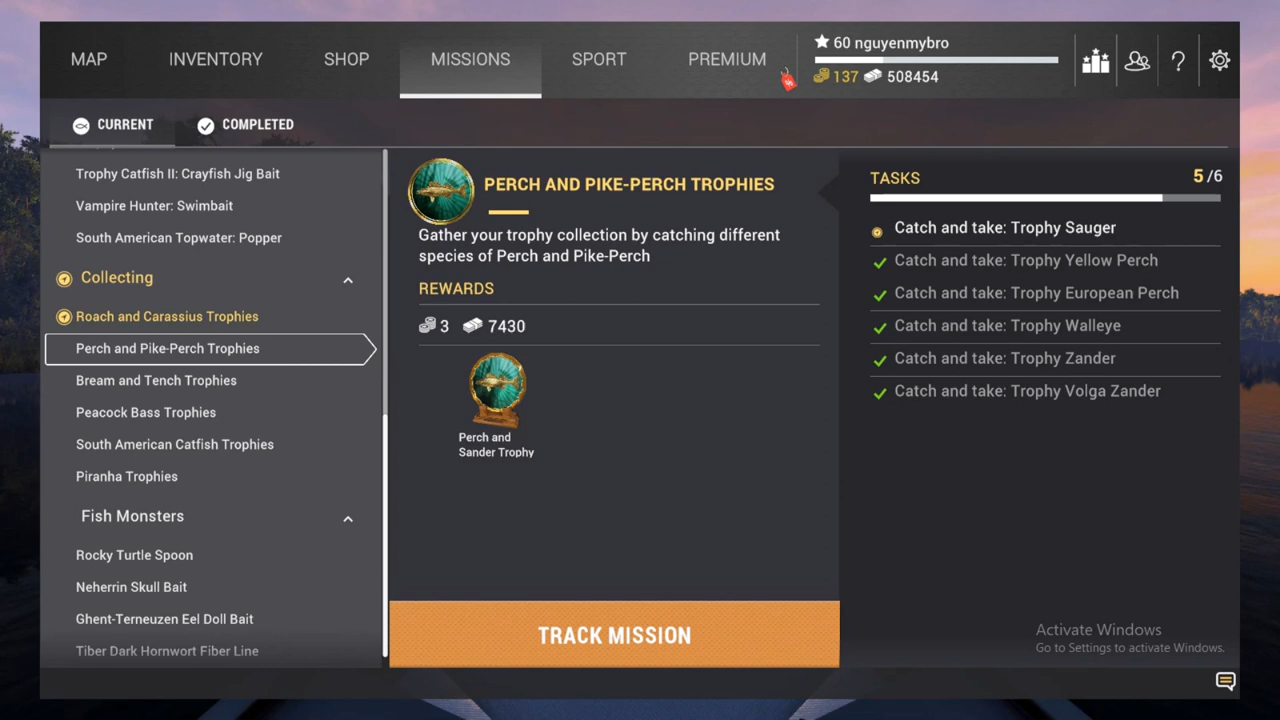 MAP
INVENTORY
SHOP
MISSIONS
SPORT
PREMIUM
60 nguyenmybro
137 508454
CURRENT
COMPLETED
Trophy Catfish II: Crayfish Jig Bait
Vampire Hunter: Swimbait
South American Topwater: Popper
Collecting
Roach and Carassius Trophies
Perch and Pike-Perch Trophies
Bream and Tench Trophies
Peacock Bass Trophies
South American Catfish Trophies
Piranha Trophies
Fish Monsters
Rocky Turtle Spoon
Neherrin Skull Bait
Ghent-Terneuzen Eel Doll Bait
Tiber Dark Hornwort Fiber Line
PERCH AND PIKE-PERCH TROPHIES
Gather your trophy collection by catching different
species of Perch and Pike-Perch
REWARDS
3 7430
Perch and
Sander Trophy
TRACK MISSION
TASKS
5 /6
Catch and take: Trophy Sauger
Catch and take: Trophy Yellow Perch
Catch and take: Trophy European Perch
Catch and take: Trophy Walleye
Catch and take: Trophy Zander
Catch and take: Trophy Volga Zander
Activate Windows
Go to Settings to activate Windows.